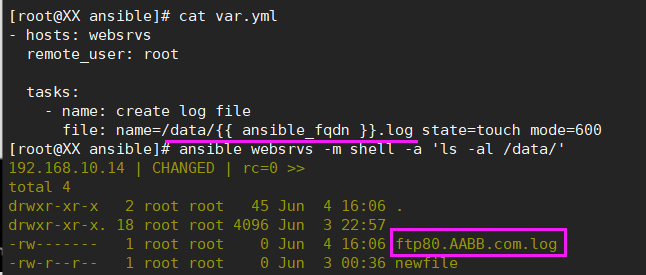 [root@XX ansible]# cat var.yml
- hosts: websrvs
  remote_user: root

  tasks:
    - name: create log file
      file: name=/data/{{ ansible_fqdn }}.log state=touch mode=600
[root@XX ansible]# ansible websrvs -m shell -a 'ls -al /data/'
192.168.10.14 | CHANGED | rc=0 >>
total 4
drwxr-xr-x   2 root root   45 Jun  4 16:06 .
drwxr-xr-x. 18 root root 4096 Jun  3 22:57 ..
-rw-------   1 root root    0 Jun  4 16:06 ftp80.AABB.com.log
-rw-r--r--   1 root root    0 Jun  3 00:36 newfile